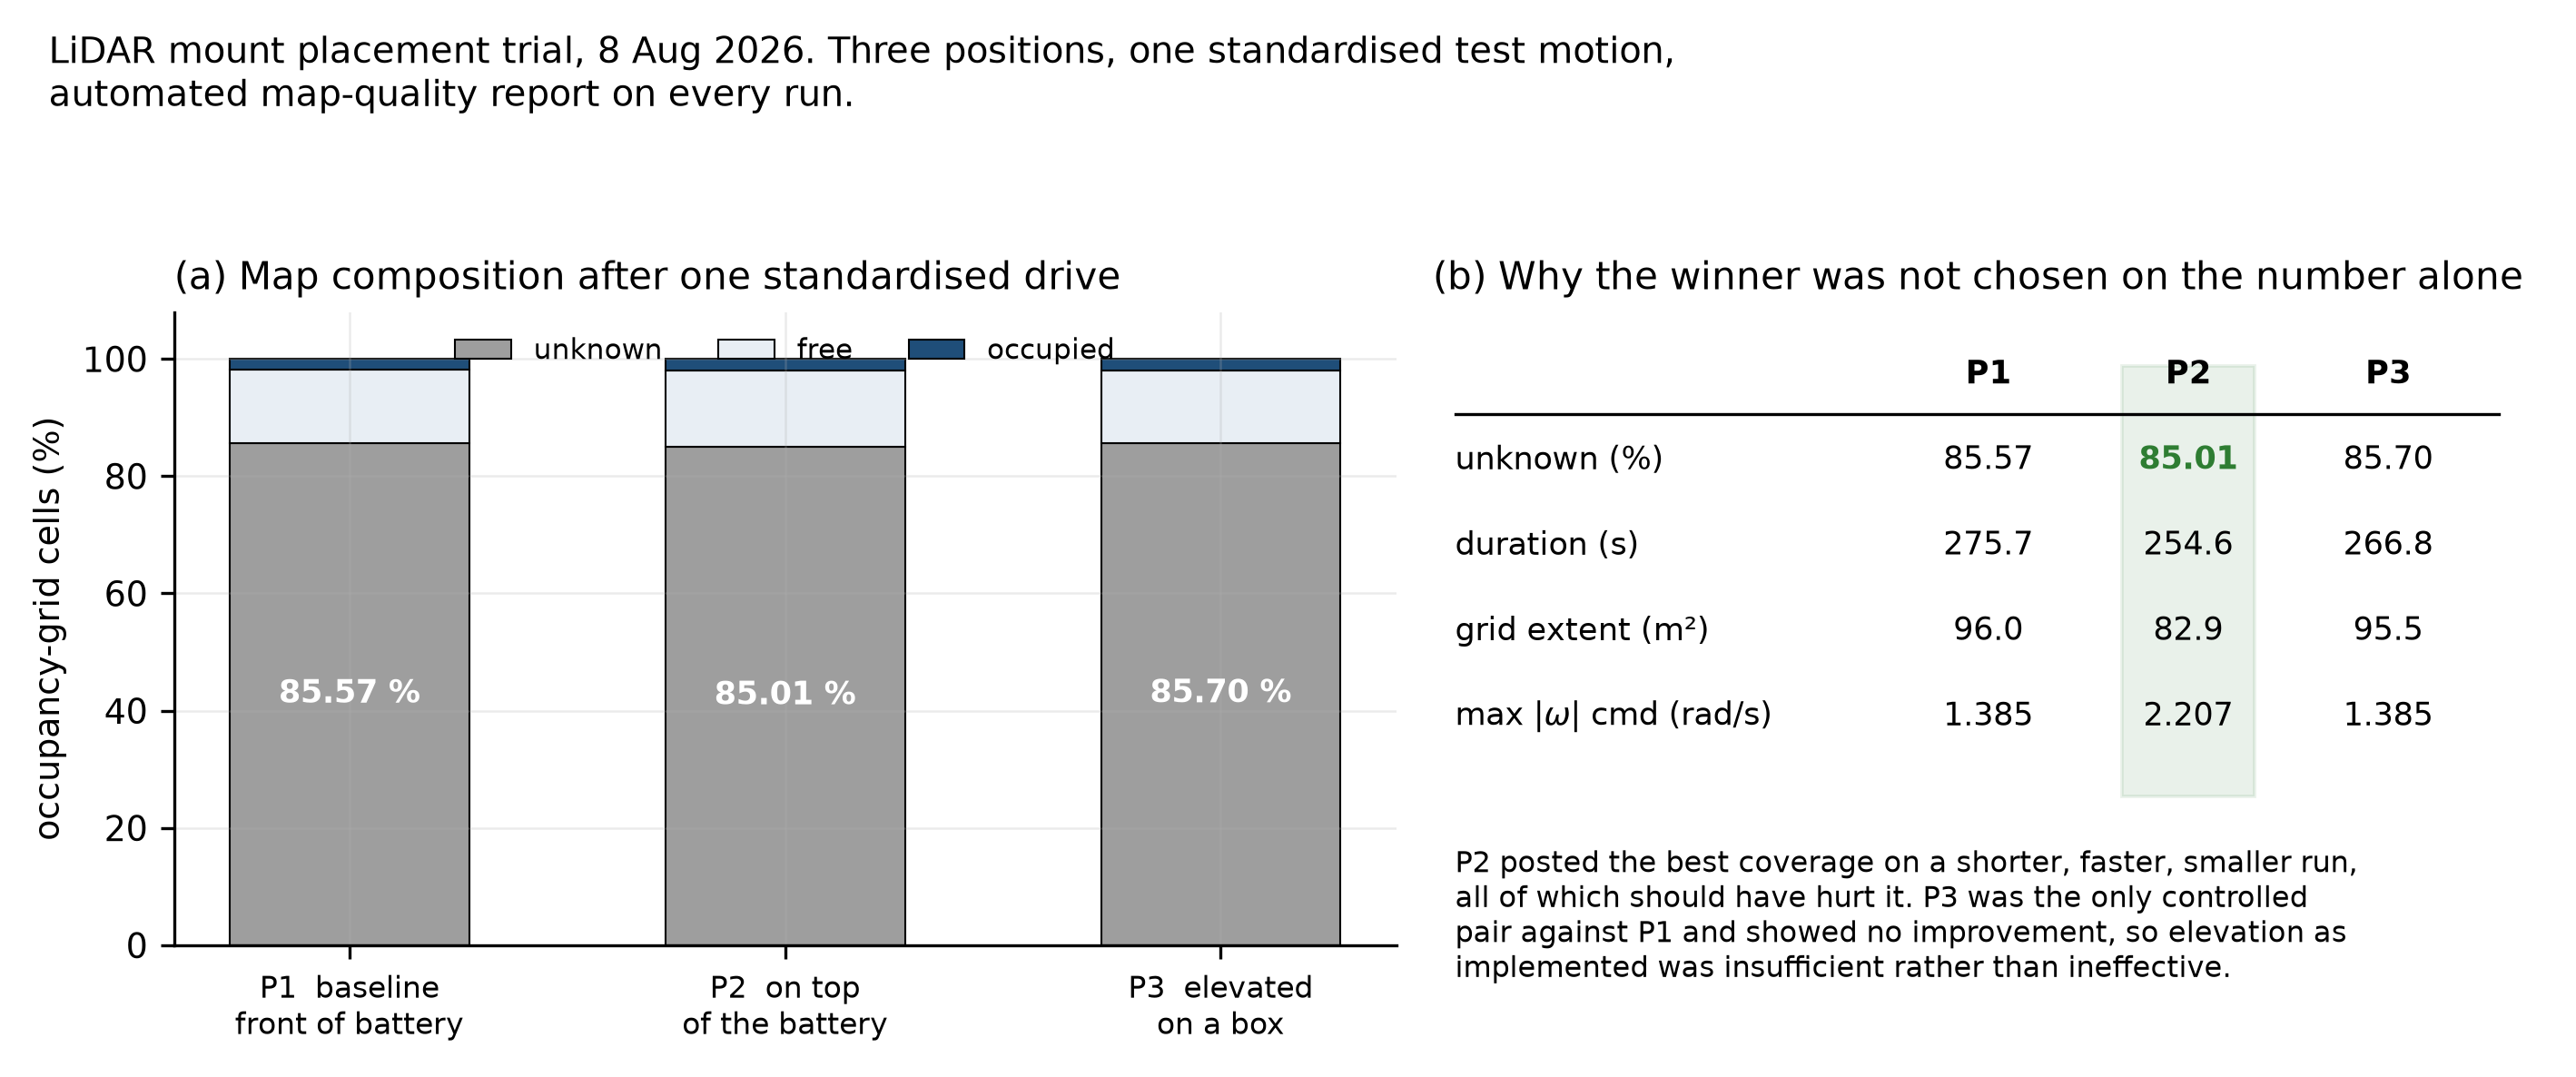 LiDAR mount placement trial, 8 Aug 2026. Three positions, one standardised test motion,
automated map-quality report on every run.
(a) Map composition after one standardised drive
unknown free occupied
occupancy-grid cells (%)
100
80
60
40
20
0
85.57 % 85.01 % 85.70 %
P1 baseline
front of battery
P2 on top
of the battery
P3 elevated
on a box
(b) Why the winner was not chosen on the number alone
P1 P2 P3
unknown (%) 85.57 85.01 85.70
duration (s) 275.7 254.6 266.8
grid extent (m²) 96.0 82.9 95.5
max |ω| cmd (rad/s) 1.385 2.207 1.385
P2 posted the best coverage on a shorter, faster, smaller run,
all of which should have hurt it. P3 was the only controlled
pair against P1 and showed no improvement, so elevation as
implemented was insufficient rather than ineffective.